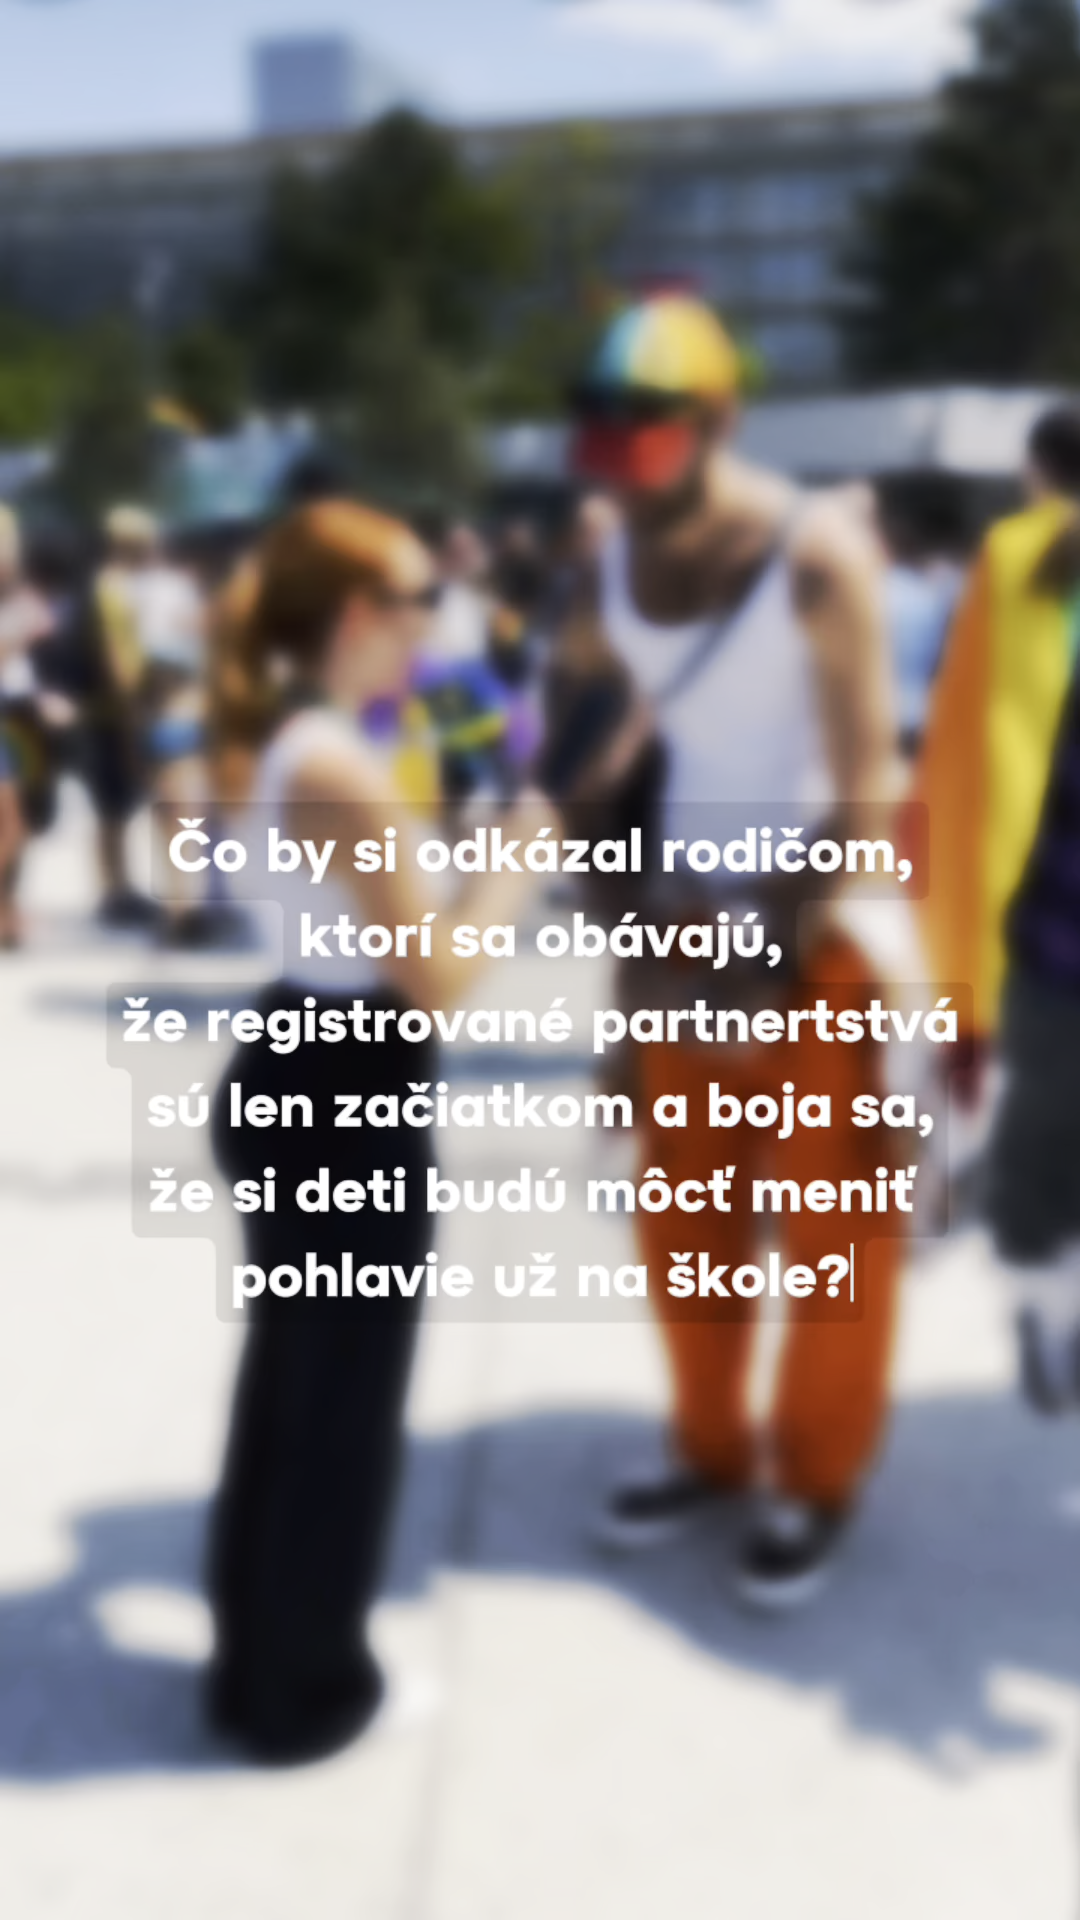 Čo by si odkázal rodičom,
ktorí sa obávajú,
že registrované partnertstvá
sú len začiatkom a boja sa,
že si deti budú môcť meniť
pohlavie už na škole?